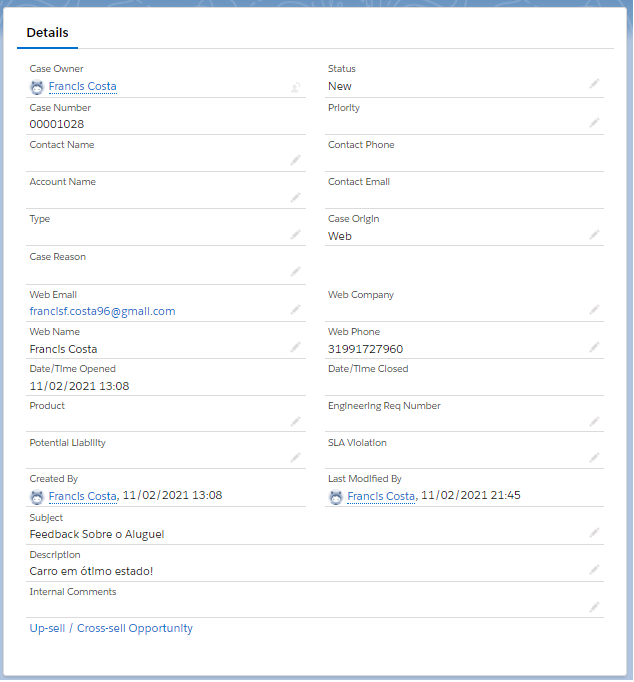 Details
Case Owner
Francis Costa
Status
New
Case Number
00001028
Priority
Contact Name
Contact Phone
Account Name
Contact Email
Type
Case Origin
Web
Case Reason
Web Email
francisf.costa96@gmail.com
Web Company
Web Name
Francis Costa
Web Phone
31991727960
Date/Time Opened
11/02/2021 13:08
Date/Time Closed
Product
Engineering Req Number
Potential Liability
SLA Violation
Created By
Francis Costa, 11/02/2021 13:08
Last Modified By
Francis Costa, 11/02/2021 21:45
Subject
Feedback Sobre o Aluguel
Description
Carro em ótimo estado!
Internal Comments
Up-sell / Cross-sell Opportunity